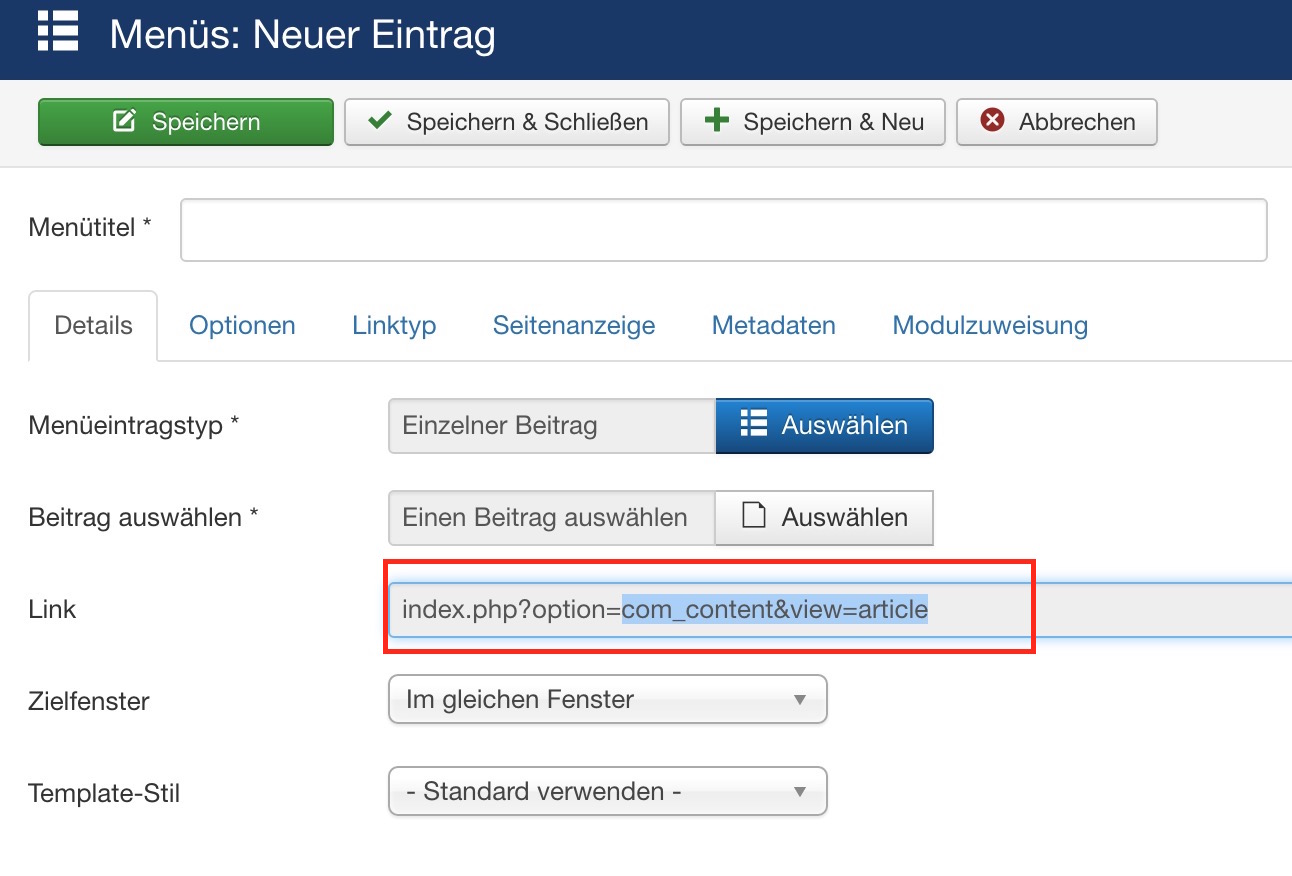 Menüs: Neuer Eintrag
Speichern Speichern & Schließen Speichern & Neu Abbrechen
Menütitel *
Details Optionen Linktyp Seitenanzeige Metadaten Modulzuweisung
Menüeintragstyp * Einzelner Beitrag Auswählen
Beitrag auswählen * Einen Beitrag auswählen Auswählen
Link index.php?option=com_content&view=article
Zielfenster Im gleichen Fenster
Template-Stil - Standard verwenden -